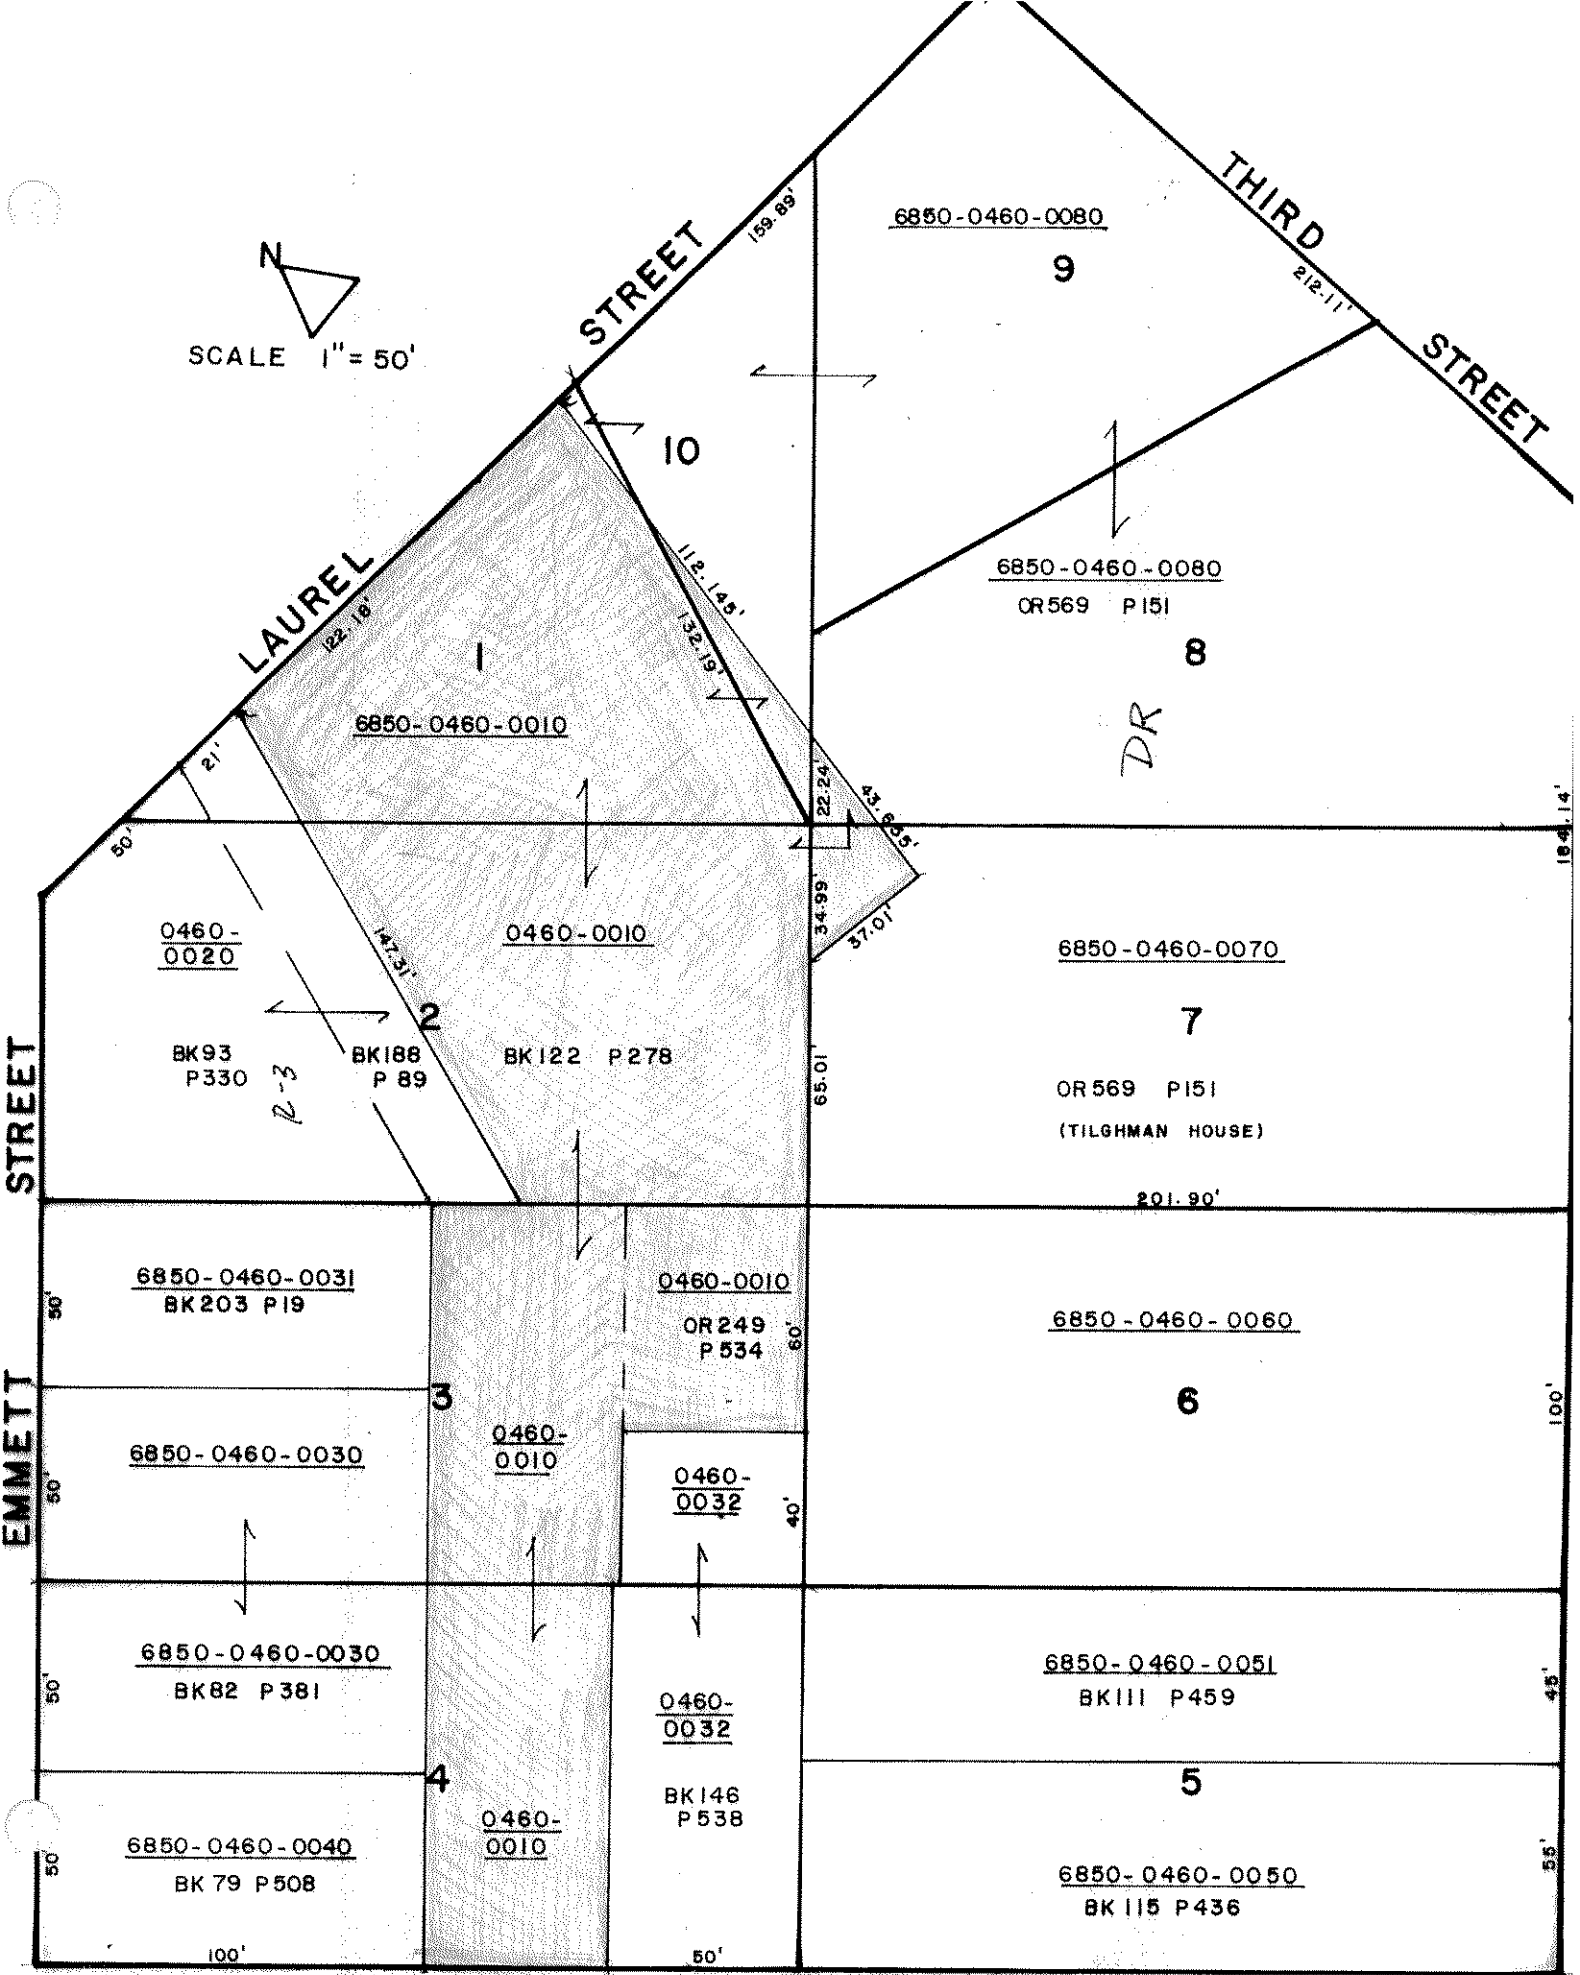 THIRD
STREET
212.11'
159.89'
6850-0460-0080
9
N
SCALE 1"=50'
LAUREL
STREET
10
112.145'
132.19'
122.18'
1
6850-0460-0010
6850-0460-0080
OR569 P151
8
DR
21'
50'
22.24'
43.655'
184.14'
34.99'
37.01'
0460-
0020
147.31'
0460-0010
6850-0460-0070
2
7
BK93
P330
R-3
BK188
P 89
BK122 P278
65.01'
OR569 P151
(TILGHMAN HOUSE)
201.90'
EMMETT STREET
6850-0460-0031
BK203 P19
50'
0460-0010
OR249
P534
60'
6850-0460-0060
6
100'
3
6850-0460-0030
50'
0460-
0010
0460-
0032
40'
6850-0460-0030
BK82 P381
50'
0460-
0032
BK146
P538
6850-0460-0051
BK111 P459
45'
4
5
6850-0460-0040
BK 79 P508
50'
0460-
0010
6850-0460-0050
BK 115 P436
55'
100'
50'